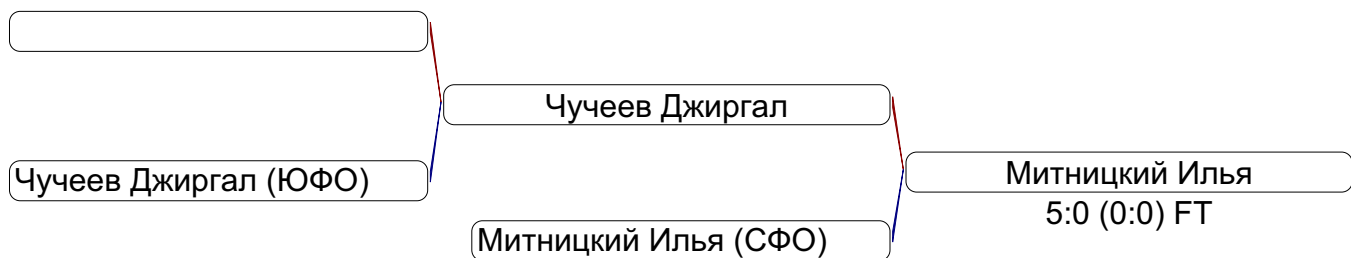 Чучеев Джиргал
Чучеев Джиргал (ЮФО)
Митницкий Илья
5:0 (0:0) FT
Митницкий Илья (СФО)